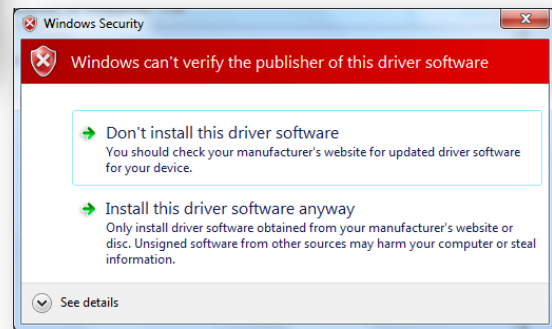 Windows Security
Windows can't verify the publisher of this driver software
Don't install this driver software
You should check your manufacturer's website for updated driver software
for your device.
Install this driver software anyway
Only install driver software obtained from your manufacturer's website or
disc. Unsigned software from other sources may harm your computer or steal
information.
See details